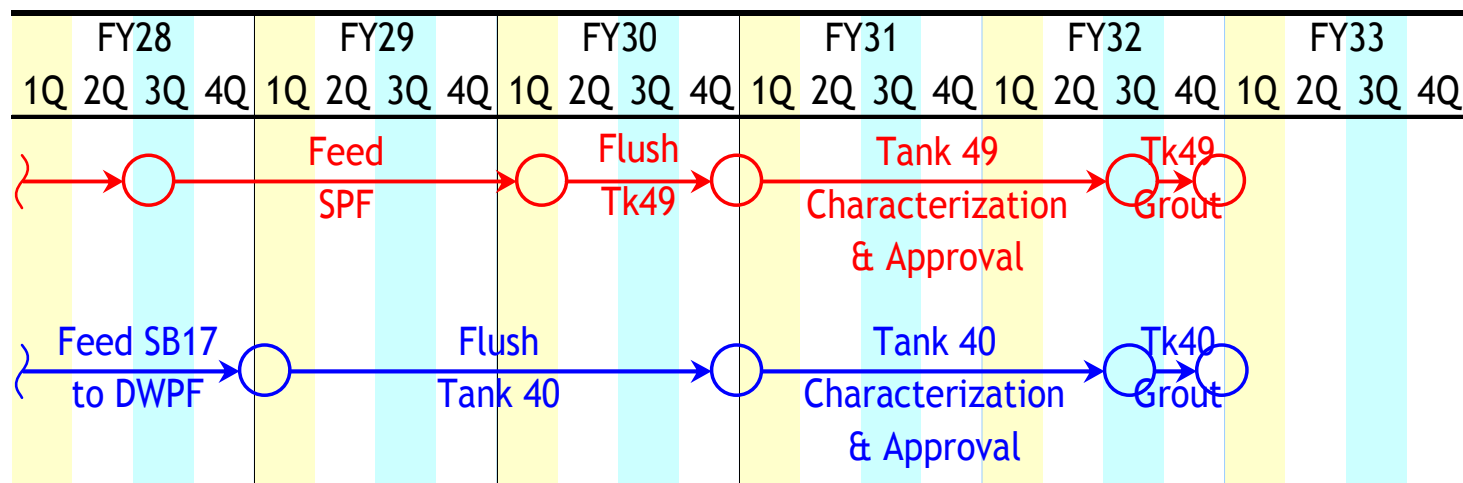 FY28 FY29 FY30 FY31 FY32 FY33
1Q 2Q 3Q 4Q 1Q 2Q 3Q 4Q 1Q 2Q 3Q 4Q 1Q 2Q 3Q 4Q 1Q 2Q 3Q 4Q 1Q 2Q 3Q 4Q
Feed
SPF
Flush
Tk49
Tank 49
Characterization
& Approval
Tk49
Grout
Feed SB17
to DWPF
Flush
Tank 40
Tank 40
Characterization
& Approval
Tk40
Grout